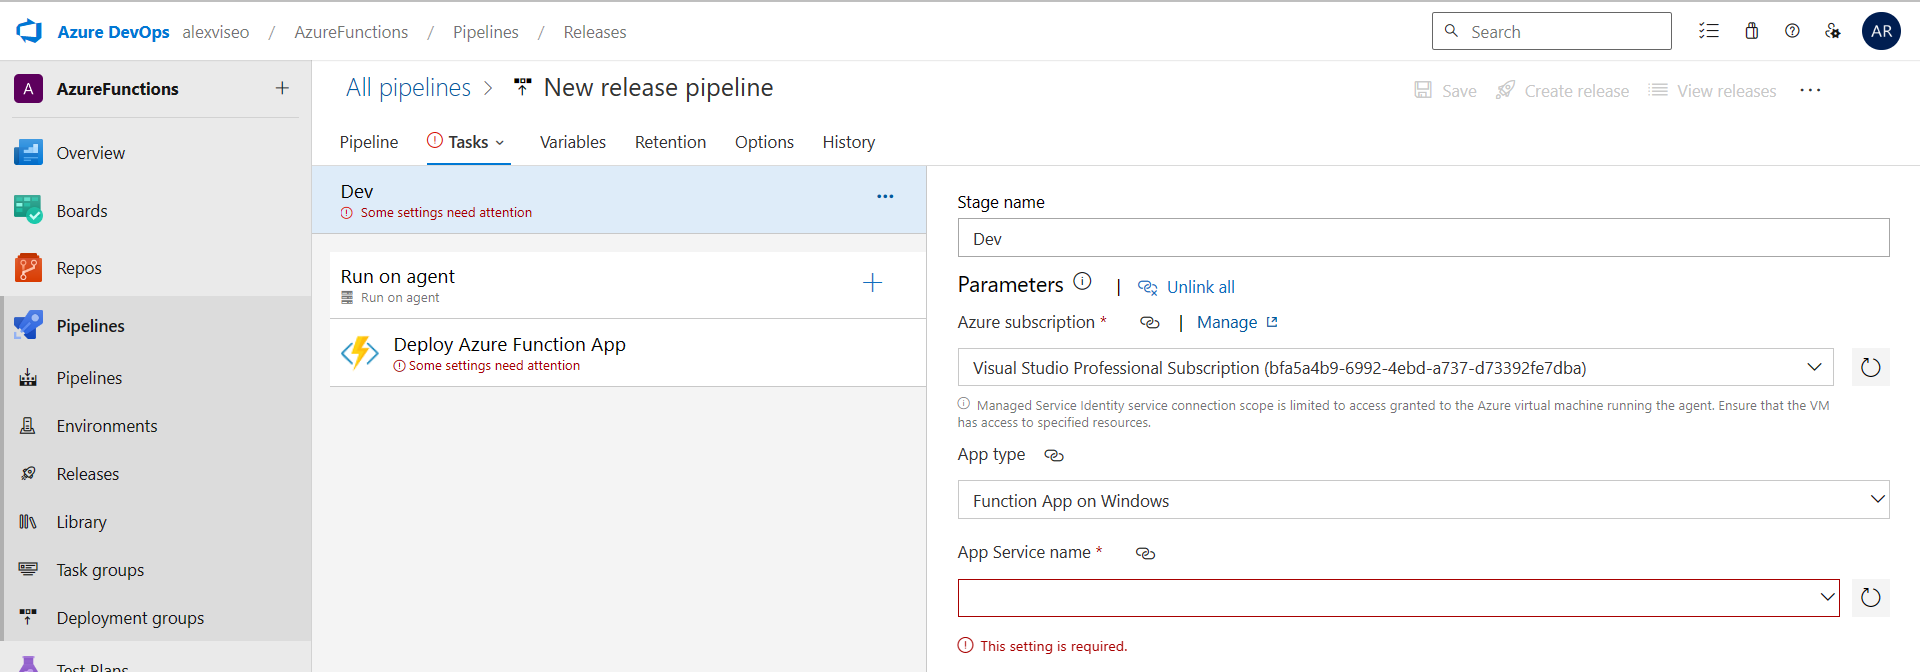 Azure DevOps alexviseo / AzureFunctions / Pipelines / Releases
Search
AR
A AzureFunctions +
Overview
Boards
Repos
Pipelines
Pipelines
Environments
Releases
Library
Task groups
Deployment groups
Test Plans
All pipelines > New release pipeline
Save Create release View releases ...
Pipeline Tasks Variables Retention Options History
Dev
Some settings need attention
Run on agent
Run on agent
Deploy Azure Function App
Some settings need attention
Stage name
Dev
Parameters | Unlink all
Azure subscription * | Manage
Visual Studio Professional Subscription (bfa5a4b9-6992-4ebd-a737-d73392fe7dba)
Managed Service Identity service connection scope is limited to access granted to the Azure virtual machine running the agent. Ensure that the VM
has access to specified resources.
App type
Function App on Windows
App Service name *
This setting is required.